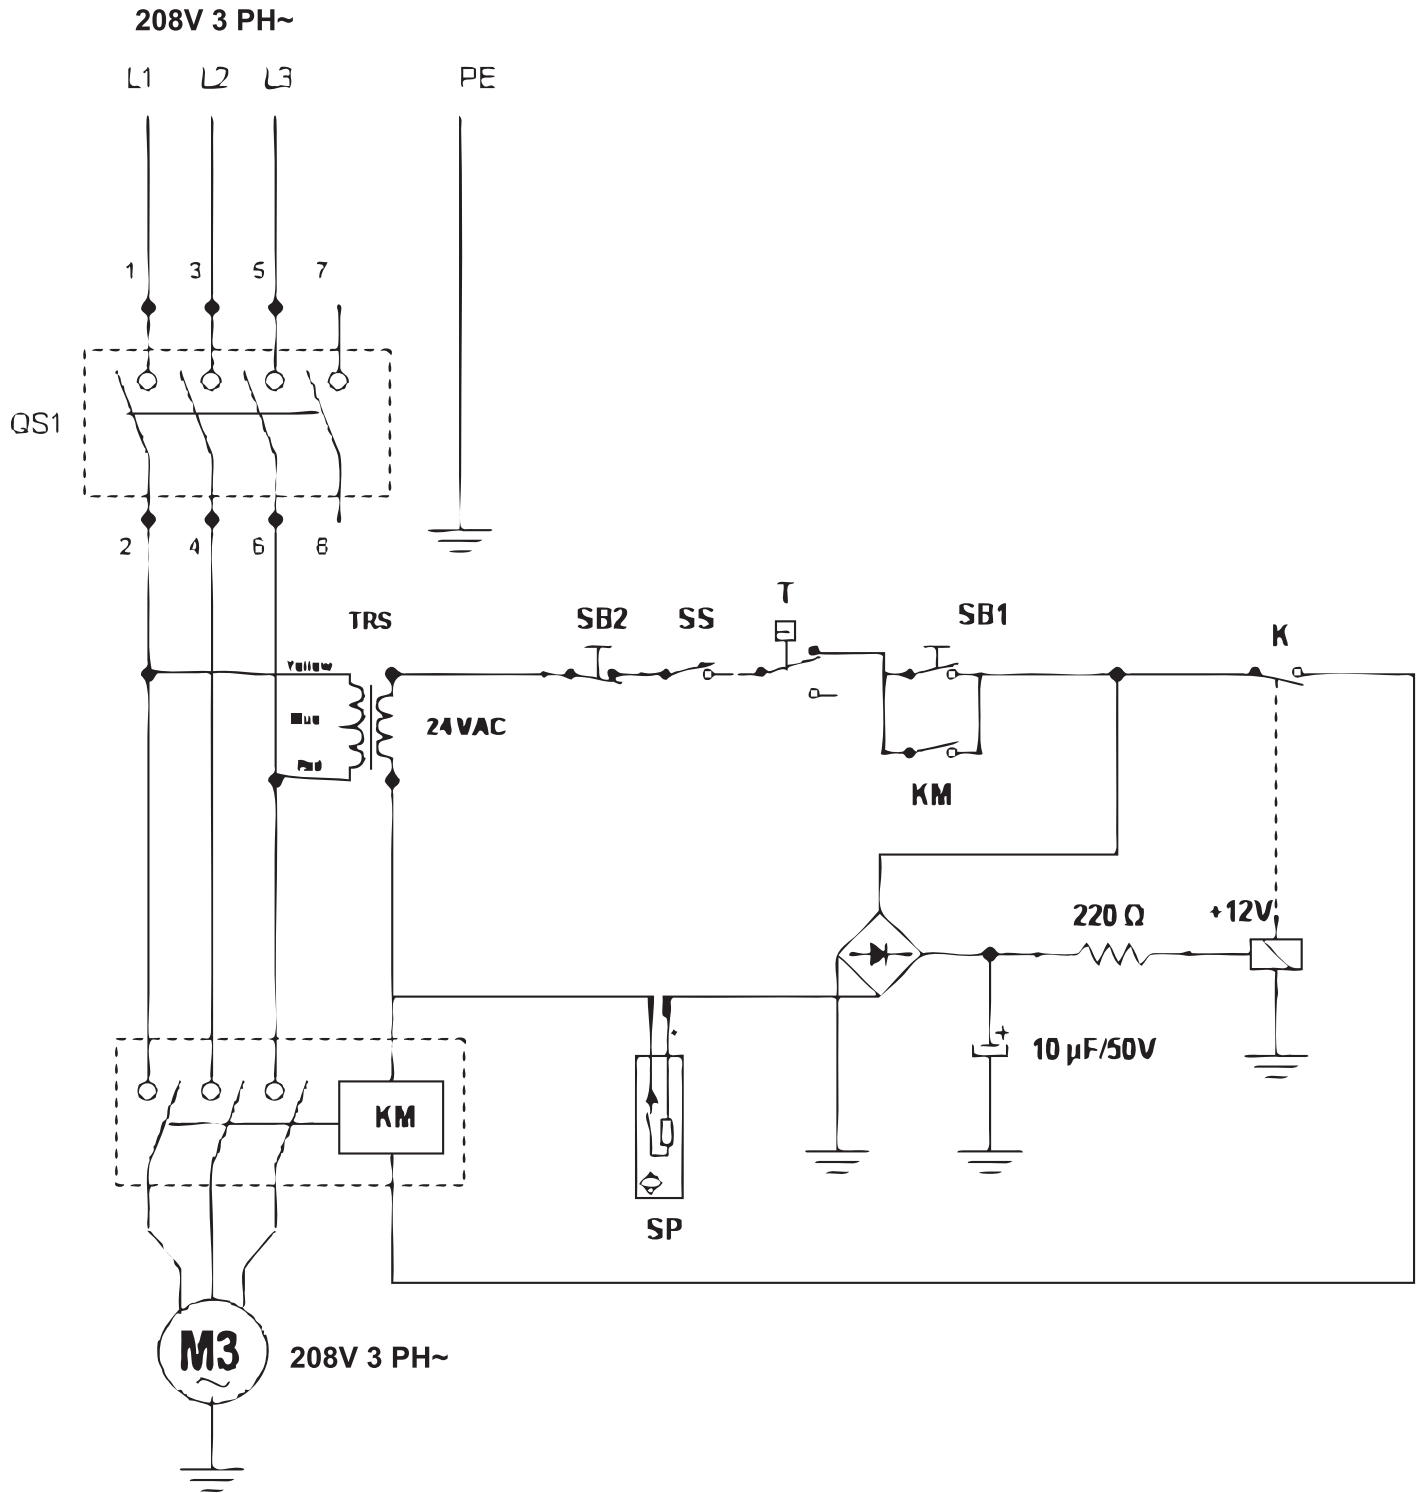 208V 3 PH~
L1 L2 L3 PE
1 3 5 7
QS1
2 4 6 8
TRS SB2 SS T SB1 K
Yellow
24VAC
KM
220 Ω +12V
10 µF/50V
KM
SP
M3 208V 3 PH~